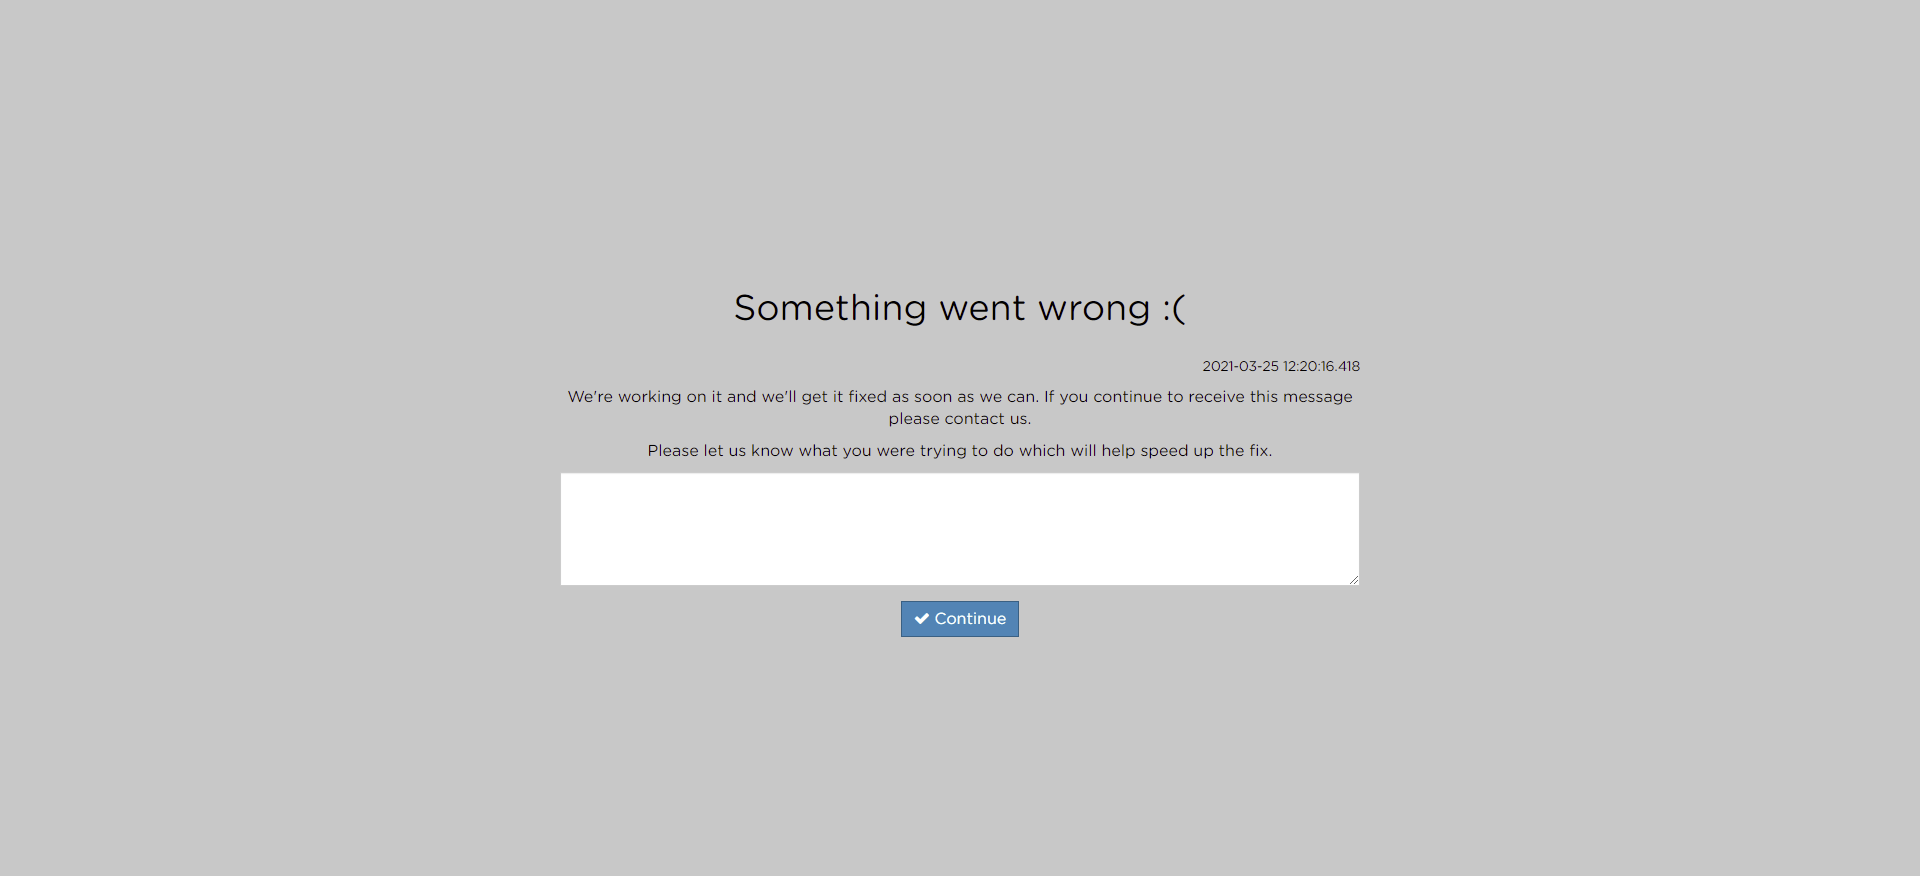 Something went wrong :(
2021-03-25 12:20:16.418
We're working on it and we'll get it fixed as soon as we can. If you continue to receive this message
please contact us.
Please let us know what you were trying to do which will help speed up the fix.
Continue